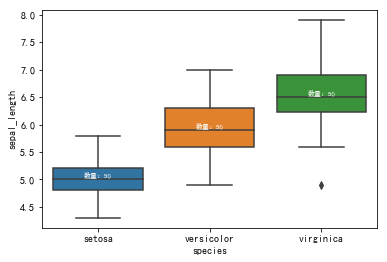 8.0
7.5
7.0
6.5
6.0
5.5
5.0
4.5
sepal_length
数量: 50
数量: 50
数量: 50
setosa
versicolor
virginica
species